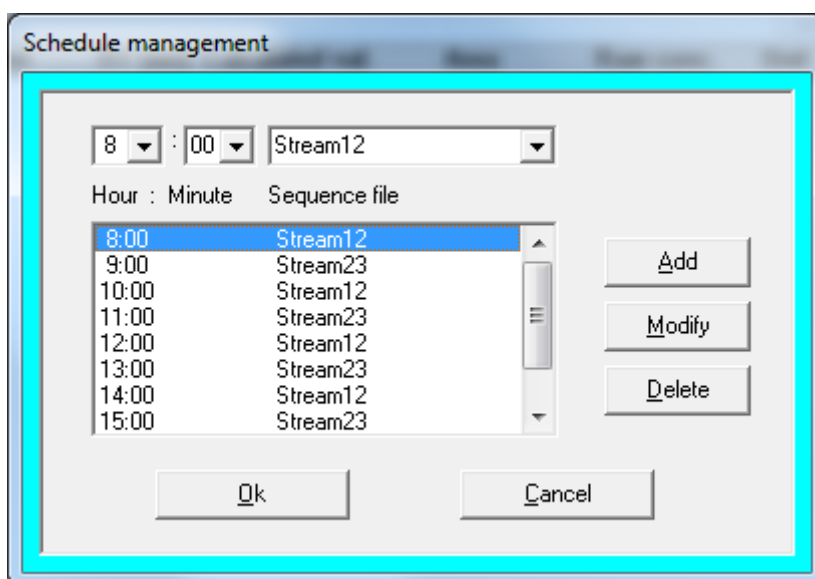 Schedule management
8 : 00 Stream12
Hour : Minute Sequence file
8:00 Stream12
9:00 Stream23
10:00 Stream12
11:00 Stream23
12:00 Stream12
13:00 Stream23
14:00 Stream12
15:00 Stream23
Add
Modify
Delete
Ok Cancel